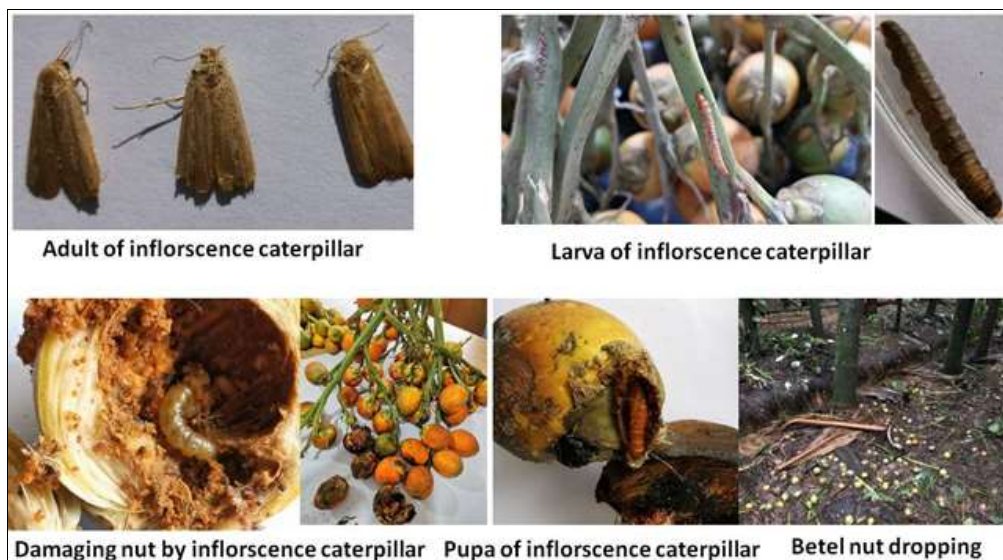 Adult of inflorscence caterpillar
Larva of inflorscence caterpillar
Damaging nut by inflorscence caterpillar
Pupa of inflorscence caterpillar
Betel nut dropping